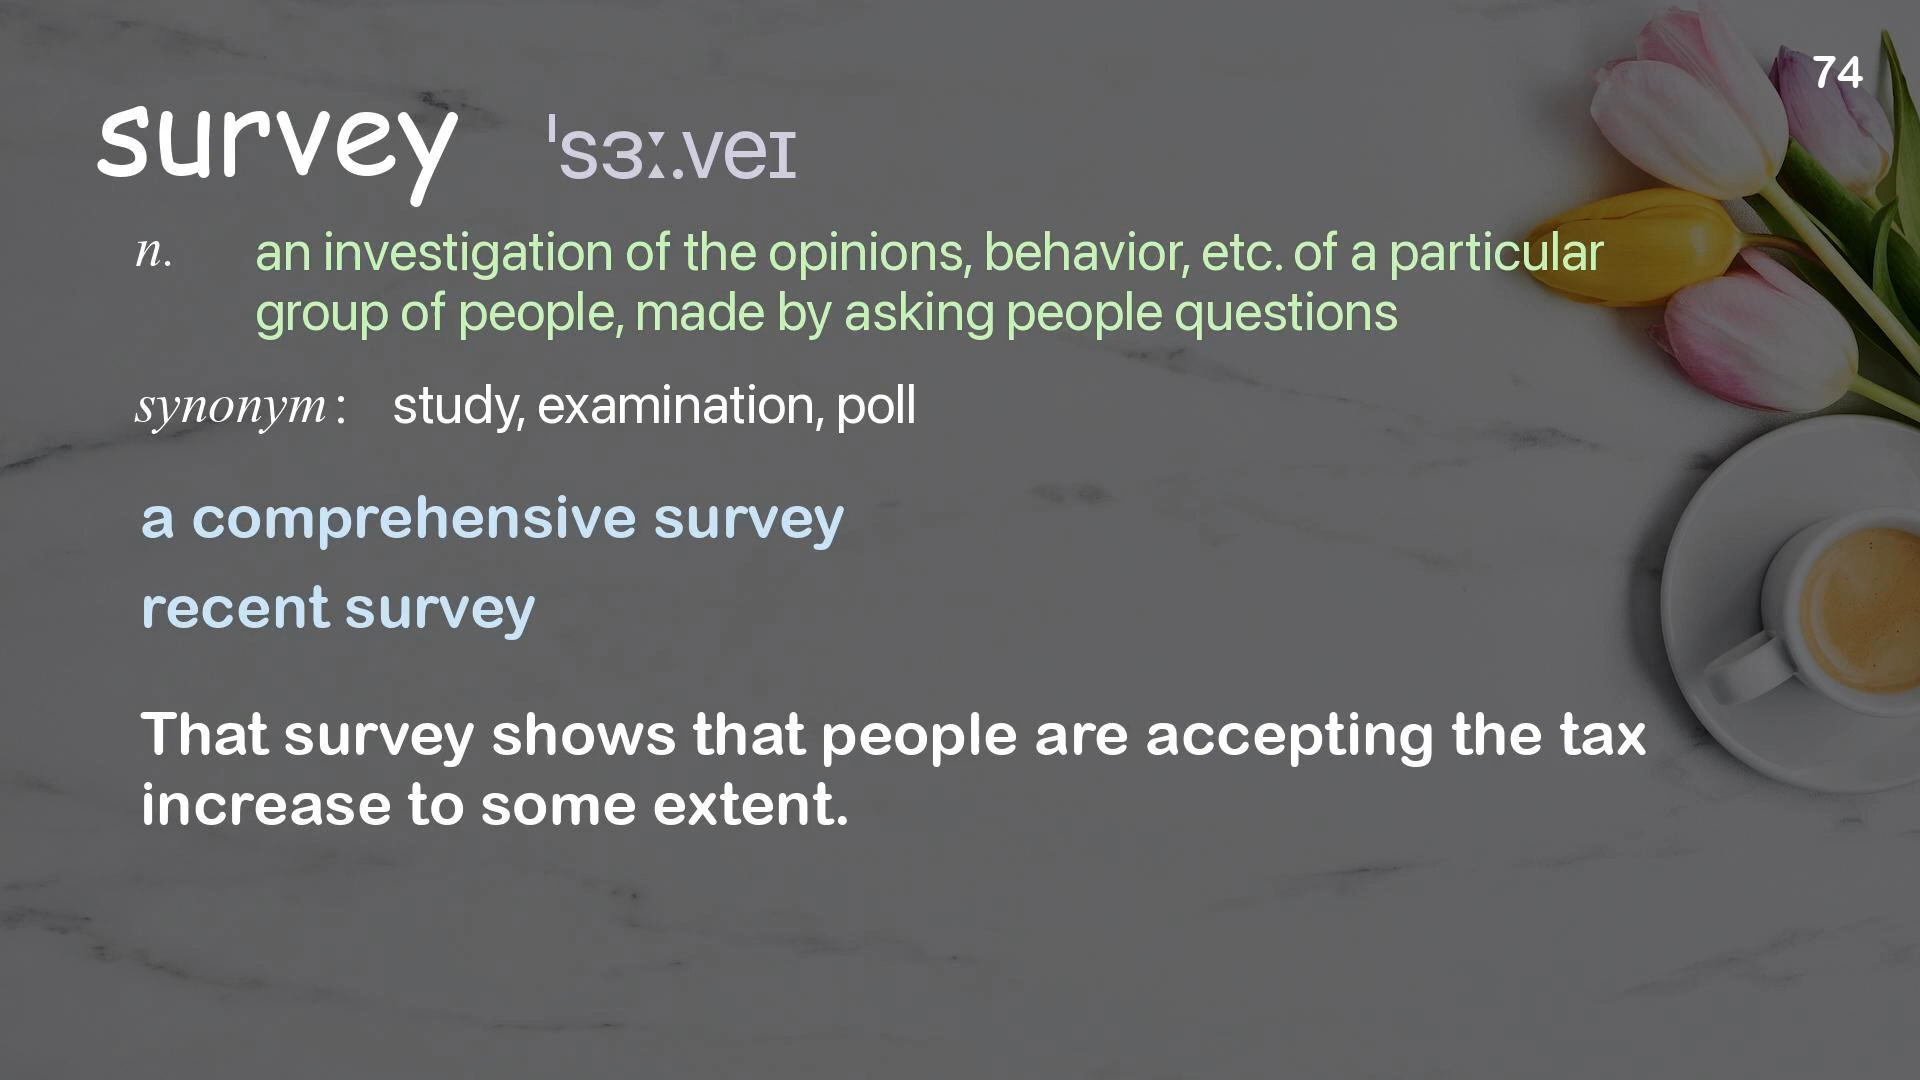 74
survey ˈsɜː.veɪ
n. an investigation of the opinions, behavior, etc. of a particular
group of people, made by asking people questions
synonym: study, examination, poll
a comprehensive survey
recent survey
That survey shows that people are accepting the tax
increase to some extent.